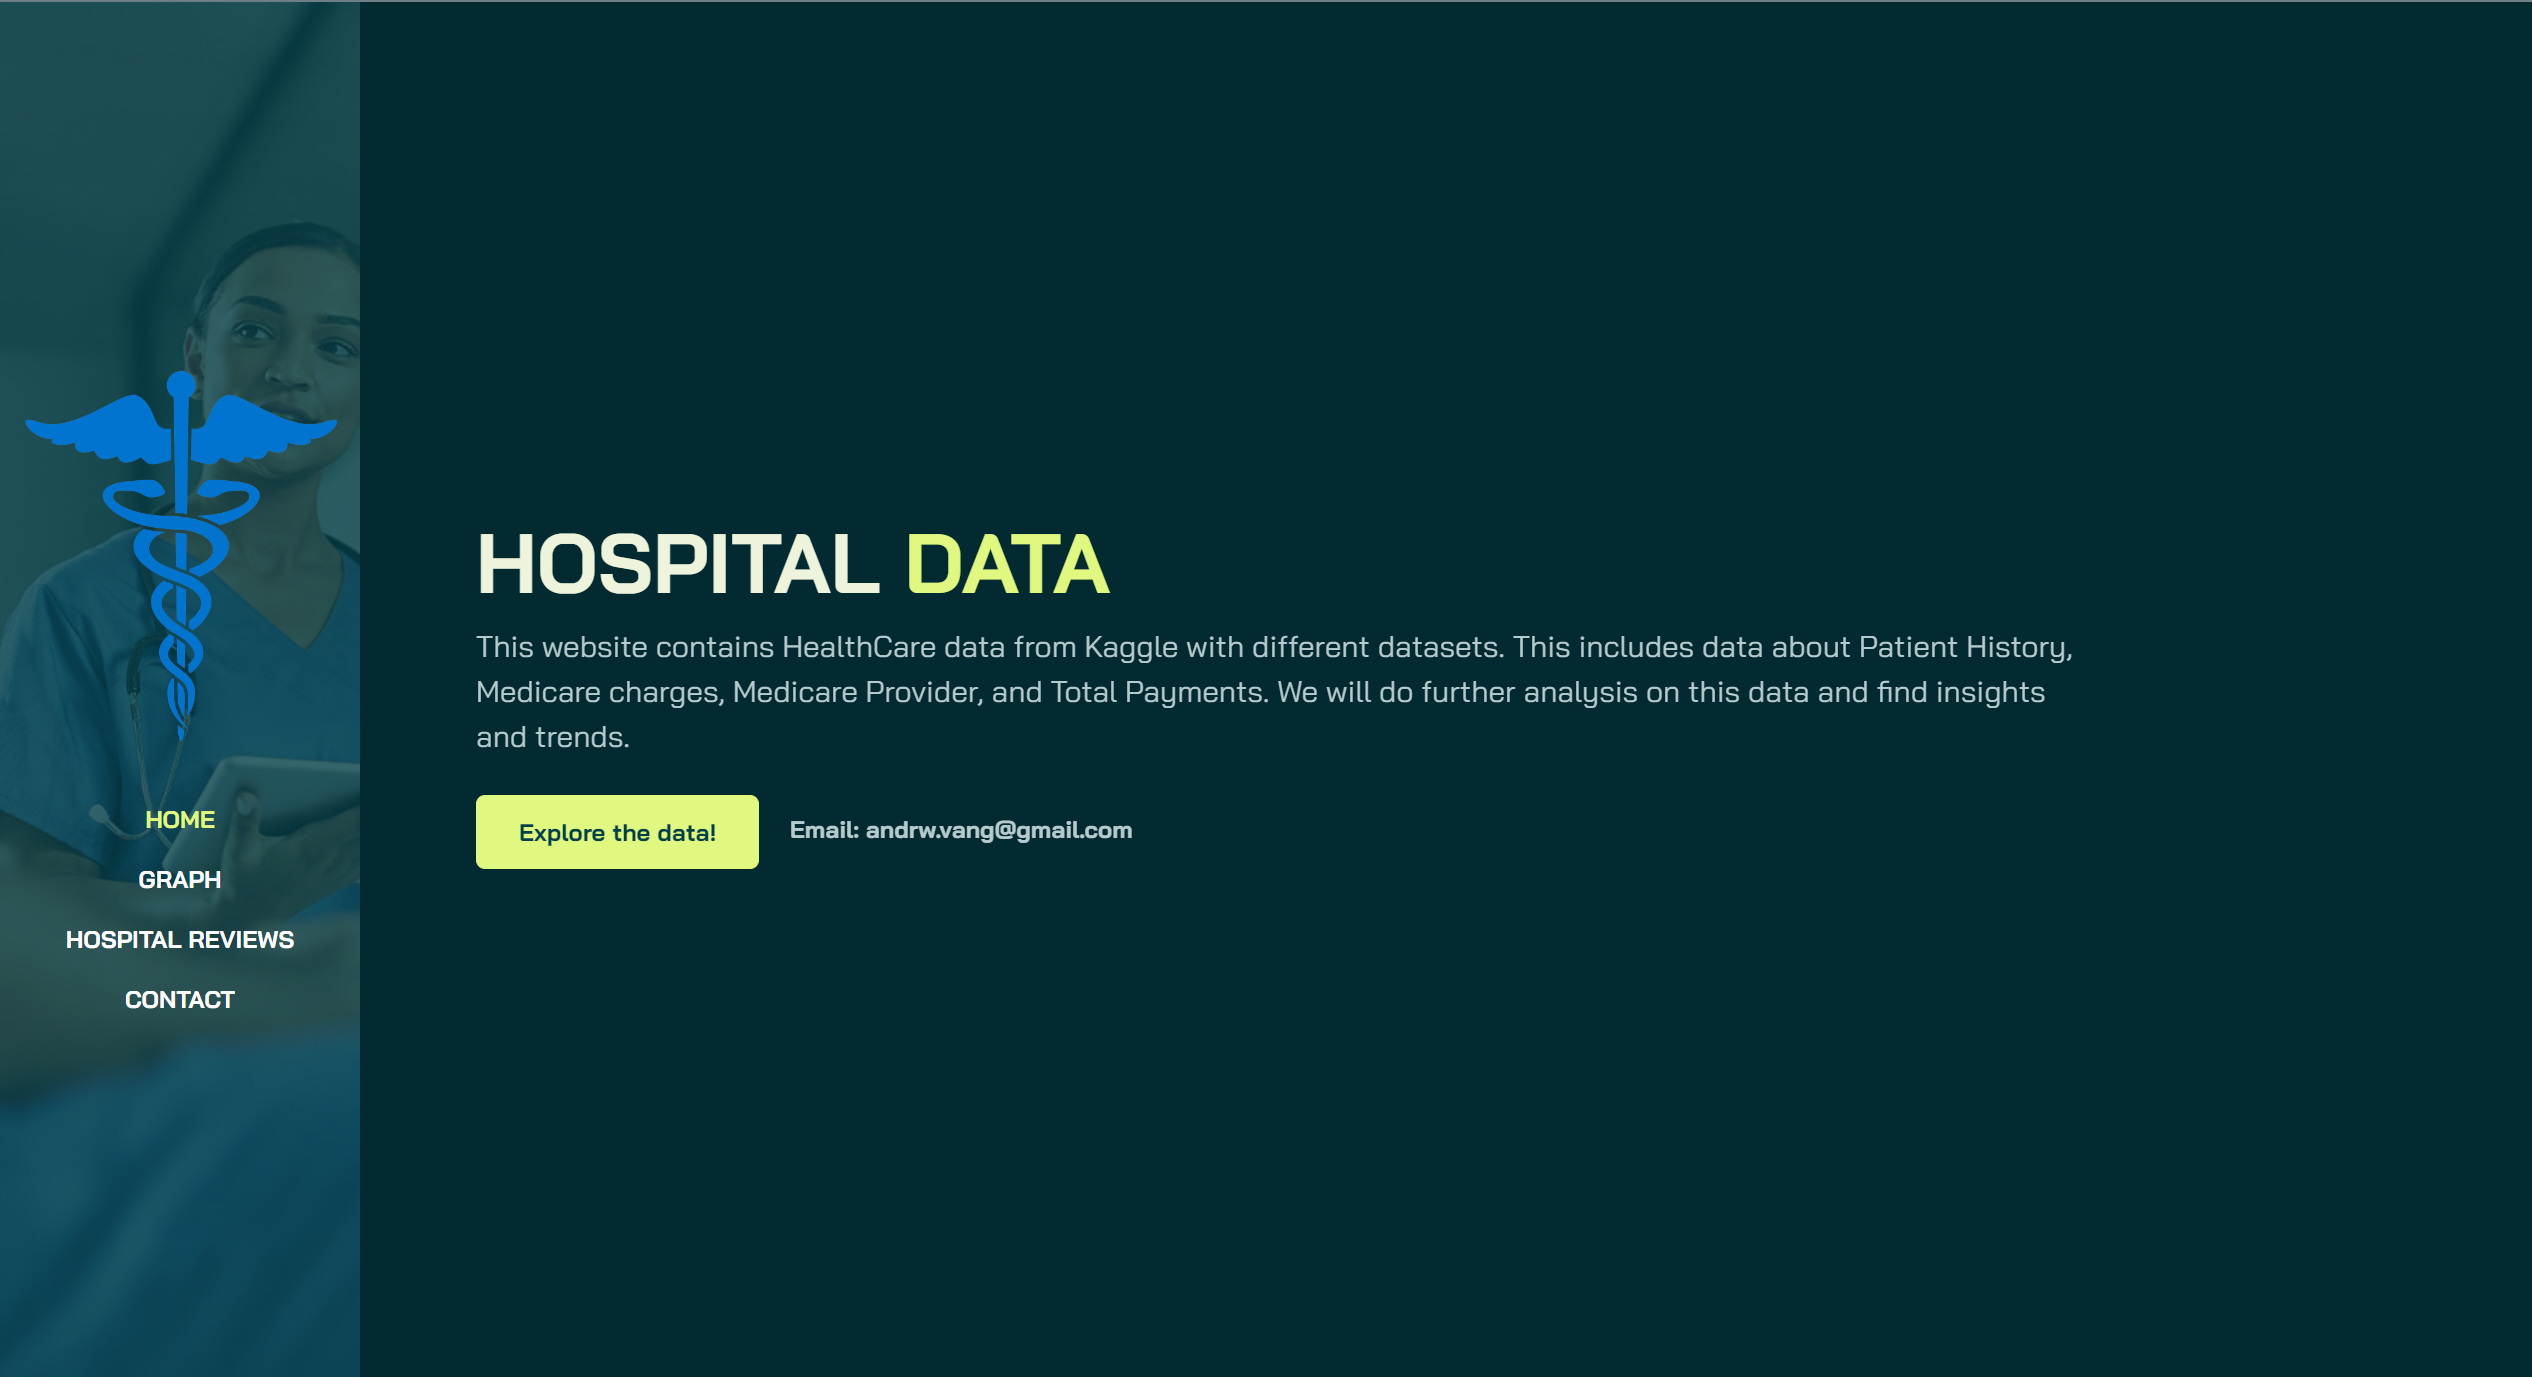 HOME
GRAPH
HOSPITAL REVIEWS
CONTACT
HOSPITAL DATA
This website contains HealthCare data from Kaggle with different datasets. This includes data about Patient History,
Medicare charges, Medicare Provider, and Total Payments. We will do further analysis on this data and find insights
and trends.
Explore the data!
Email: andrw.vang@gmail.com